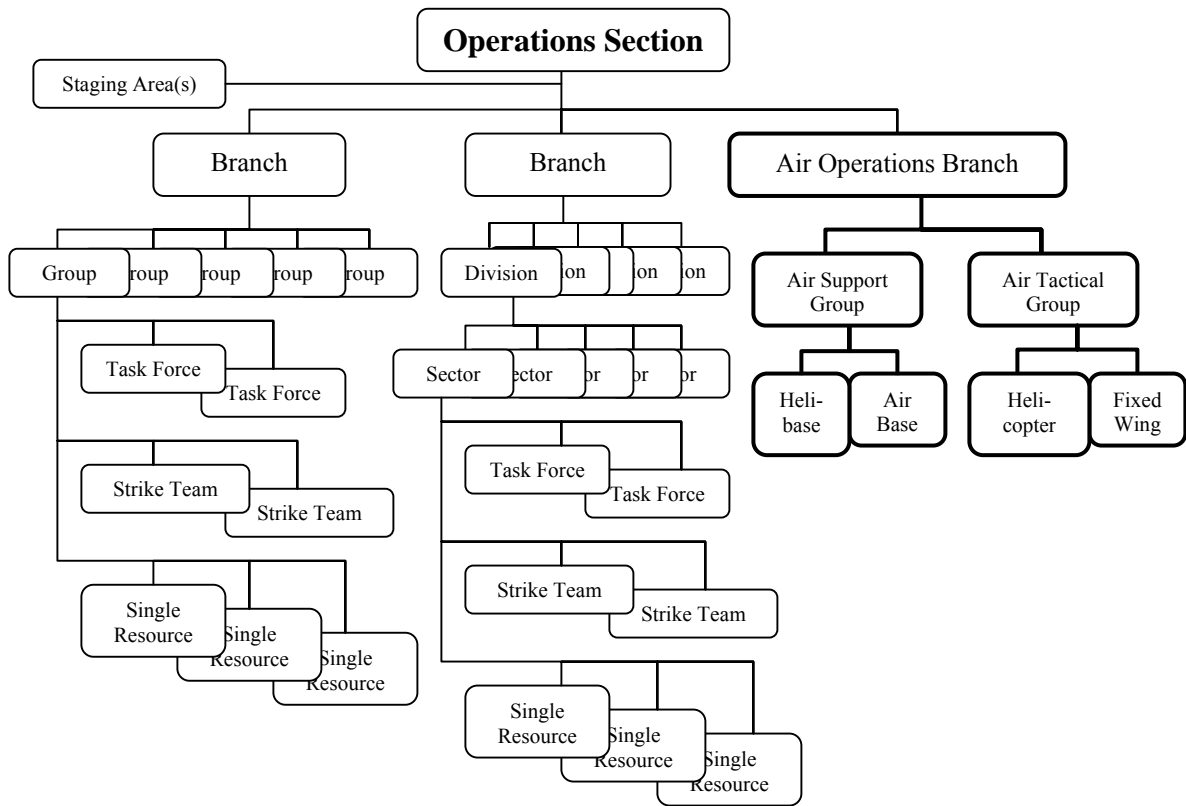 Operations Section
Staging Area(s)
Branch
Branch
Air Operations Branch
Group
roup
roup
roup
roup
Division
ion
ion
ion
ion
Air Support
Group
Air Tactical
Group
Task Force
Task Force
Sector
ector
or
or
or
Heli-
base
Air
Base
Heli-
copter
Fixed
Wing
Strike Team
Strike Team
Task Force
Task Force
Single
Resource
Single
Resource
Single
Resource
Strike Team
Strike Team
Single
Resource
Single
Resource
Single
Resource